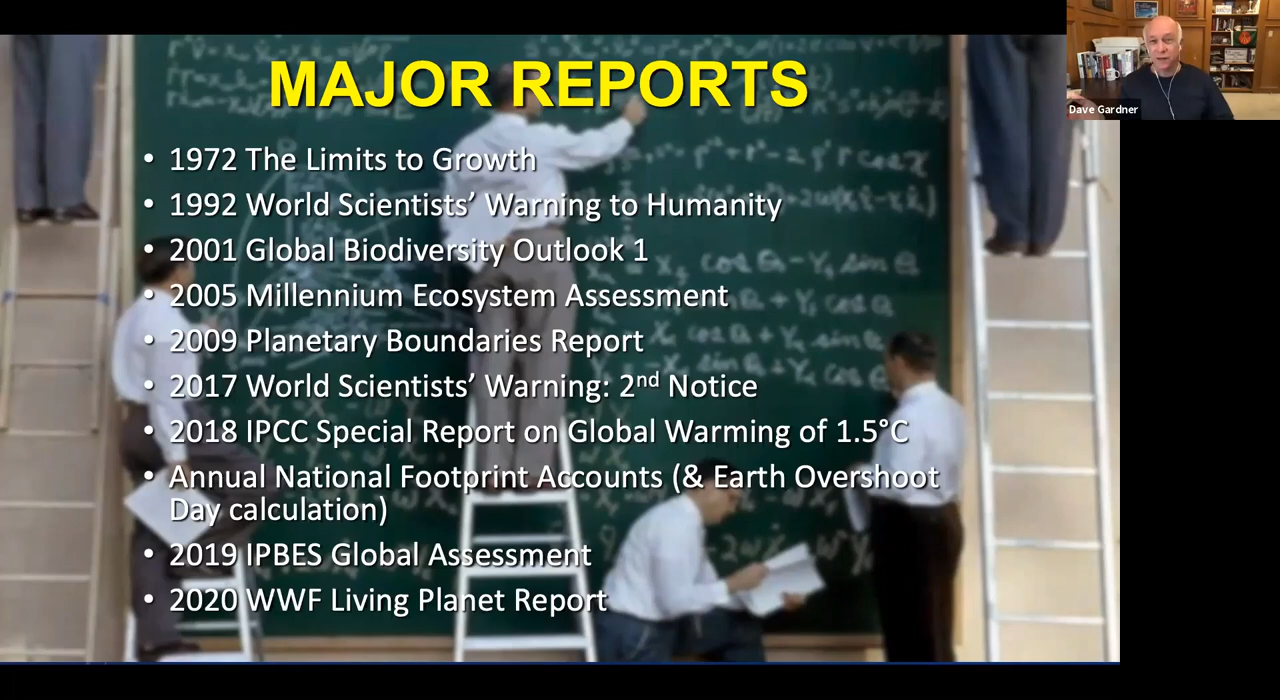 MAJOR REPORTS
• 1972 The Limits to Growth
• 1992 World Scientists’ Warning to Humanity
• 2001 Global Biodiversity Outlook 1
• 2005 Millennium Ecosystem Assessment
• 2009 Planetary Boundaries Report
• 2017 World Scientists’ Warning: 2nd Notice
• 2018 IPCC Special Report on Global Warming of 1.5°C
• Annual National Footprint Accounts (& Earth Overshoot
Day calculation)
• 2019 IPBES Global Assessment
• 2020 WWF Living Planet Report
Dave Gardner